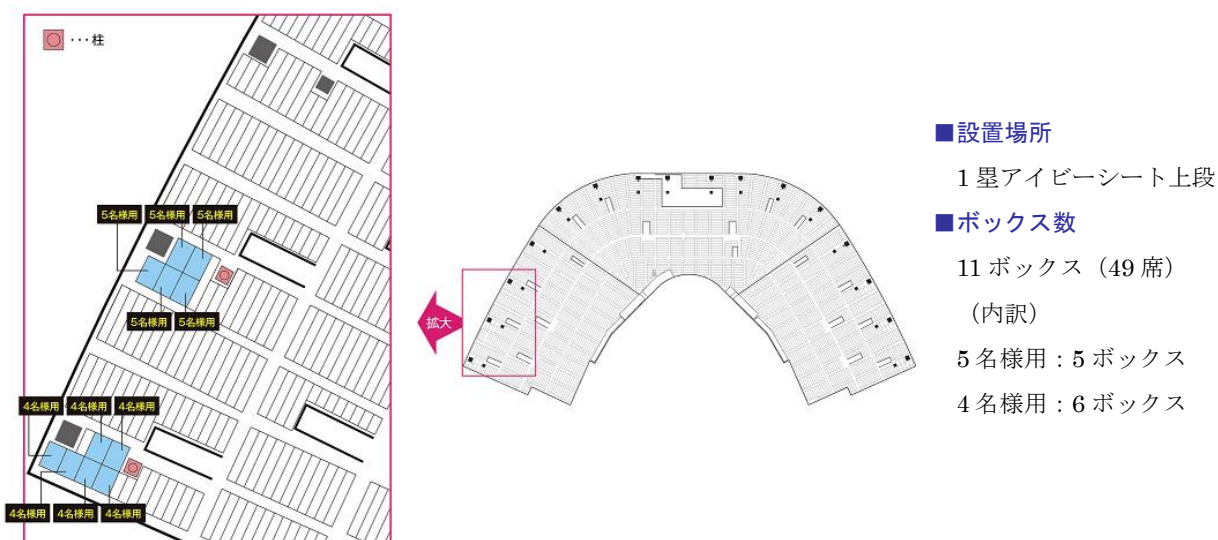 ･･･柱
5名様用 5名様用 5名様用
5名様用 5名様用
4名様用 4名様用 4名様用
4名様用 4名様用 4名様用
拡大
■設置場所
1塁アイビーシート上段
■ボックス数
11ボックス（49席）
（内訳）
5名様用：5ボックス
4名様用：6ボックス